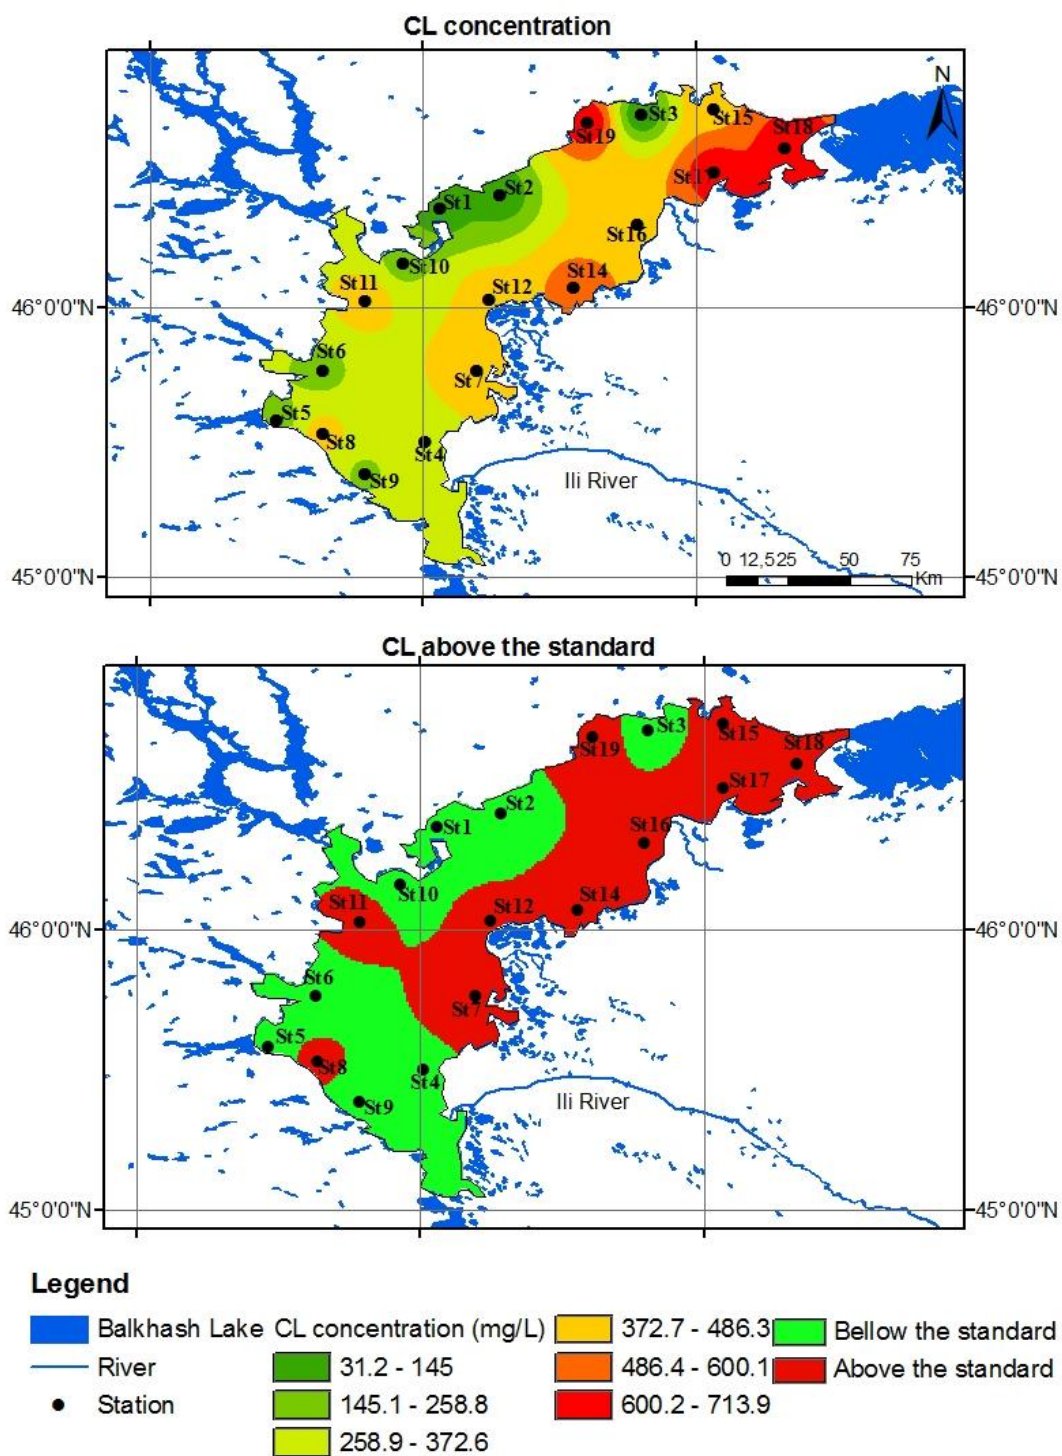 CL concentration
N
St3
St15
St19
St18
St1
St2
St1
St16
St10
St14
St11
St12
46°0'0"N
46°0'0"N
St6
St7
St5
St8
St4
St9
Ili River
0 12,525 50 75
Km
45°0'0"N
45°0'0"N
CL above the standard
St3
St15
St19
St18
St17
St2
St1
St16
St10
St11
St12
St14
46°0'0"N
46°0'0"N
St6
St7
St5
St8
St4
St9
Ili River
45°0'0"N
45°0'0"N
Legend
Balkhash Lake CL concentration (mg/L) 372.7 - 486.3 Bellow the standard
River 31.2 - 145 486.4 - 600.1 Above the standard
Station 145.1 - 258.8 600.2 - 713.9
258.9 - 372.6